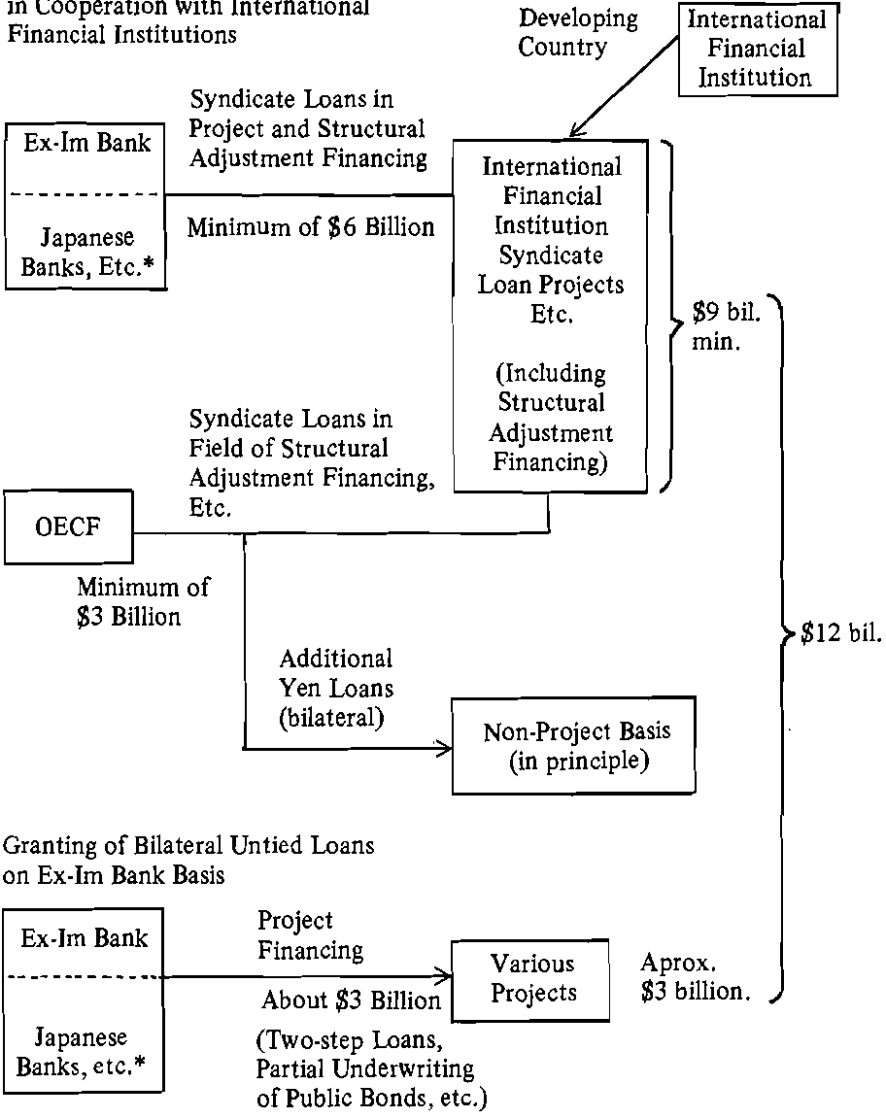 in Cooperation with International
Financial Institutions
Developing
Country
International
Financial
Institution
Syndicate Loans in
Project and Structural
Adjustment Financing
Ex-Im Bank
Japanese
Banks, Etc.*
Minimum of $6 Billion
International
Financial
Institution
Syndicate
Loan Projects
Etc.
(Including
Structural
Adjustment
Financing)
$9 bil.
min.
Syndicate Loans in
Field of Structural
Adjustment Financing,
Etc.
OECF
Minimum of
$3 Billion
$12 bil.
Additional
Yen Loans
(bilateral)
Non-Project Basis
(in principle)
Granting of Bilateral Untied Loans
on Ex-Im Bank Basis
Ex-Im Bank
Japanese
Banks, etc.*
Project
Financing
About $3 Billion
(Two-step Loans,
Partial Underwriting
of Public Bonds, etc.)
Various
Projects
Aprox.
$3 billion.